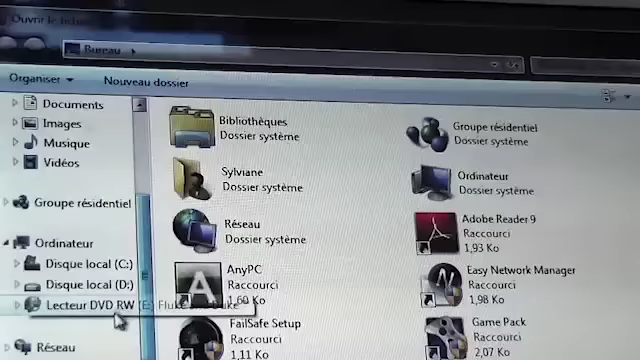 Ouvrir le
Bureau
Organiser
Nouveau dossier
Documents
Images
Musique
Vidéos
Groupe résidentiel
Ordinateur
Disque local (C:)
Disque local (D:)
Lecteur DVD RW (E:)
Réseau
Bibliothèques
Dossier système
Groupe résidentiel
Dossier système
Sylviane
Dossier système
Ordinateur
Dossier système
Réseau
Dossier système
Adobe Reader 9
Raccourci
1,93 Ko
AnyPC
Raccourci
1,60 Ko
Easy Network Manager
Raccourci
1,98 Ko
FailSafe Setup
Raccourci
1,11 Ko
Game Pack
Raccourci
2,07 Ko